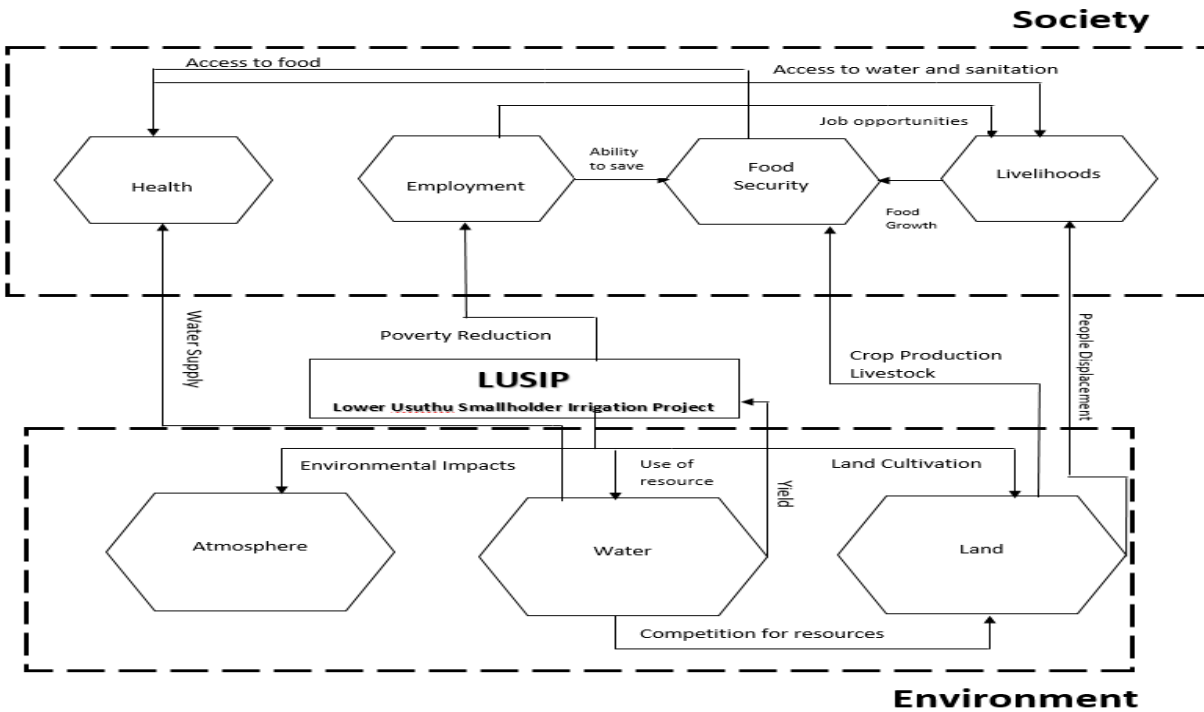 Society
Access to food
Access to water and sanitation
Job opportunities
Ability
to save
Health
Employment
Food
Security
Livelihoods
Food
Growth
Water Supply
Poverty Reduction
People Displacement
Crop Production
Livestock
LUSIP
Lower Usuthu Smallholder Irrigation Project
Environmental Impacts
Use of
resource
Yield
Land Cultivation
Atmosphere
Water
Land
Competition for resources
Environment